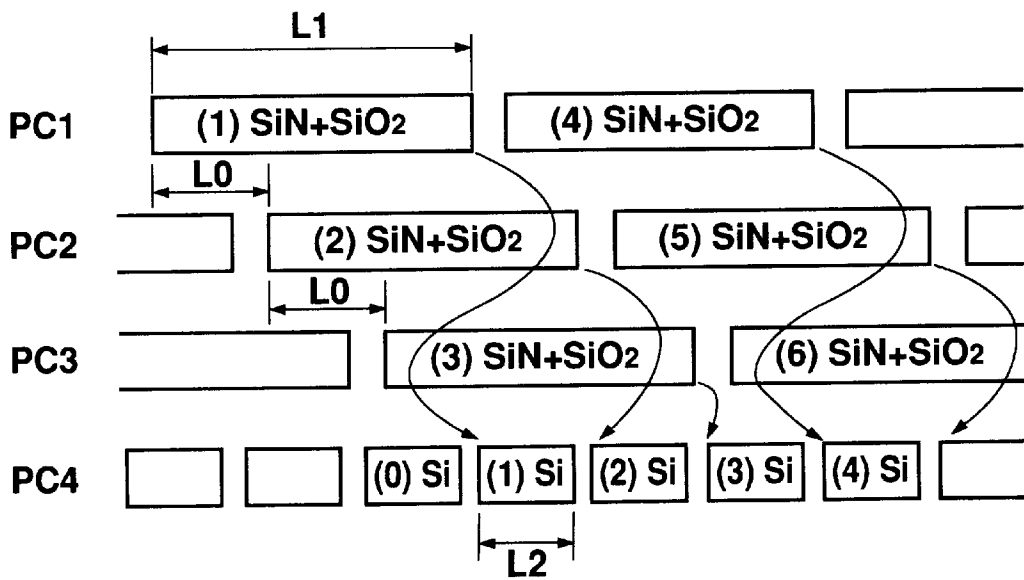 L1
PC1 (1) SiN+SiO2 (4) SiN+SiO2
L0
PC2 (2) SiN+SiO2 (5) SiN+SiO2
L0
PC3 (3) SiN+SiO2 (6) SiN+SiO2
PC4 (0) Si (1) Si (2) Si (3) Si (4) Si
L2